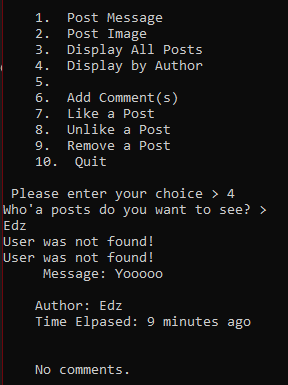 1. Post Message
2. Post Image
3. Display All Posts
4. Display by Author
5.
6. Add Comment(s)
7. Like a Post
8. Unlike a Post
9. Remove a Post
10. Quit
Please enter your choice > 4
Who'a posts do you want to see? >
Edz
User was not found!
User was not found!
Message: Yooooo
Author: Edz
Time Elpased: 9 minutes ago
No comments.